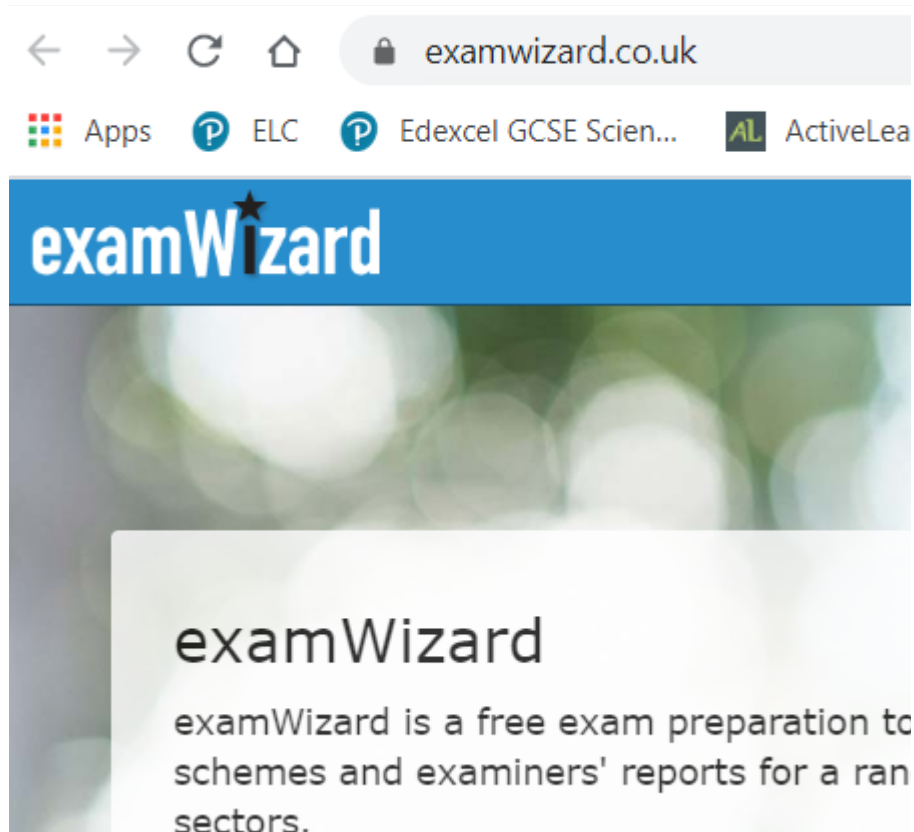 examwizard.co.uk
Apps ELC Edexcel GCSE Scien... AL ActiveLea
examWizard
examWizard
examWizard is a free exam preparation to
schemes and examiners' reports for a ran
sectors.